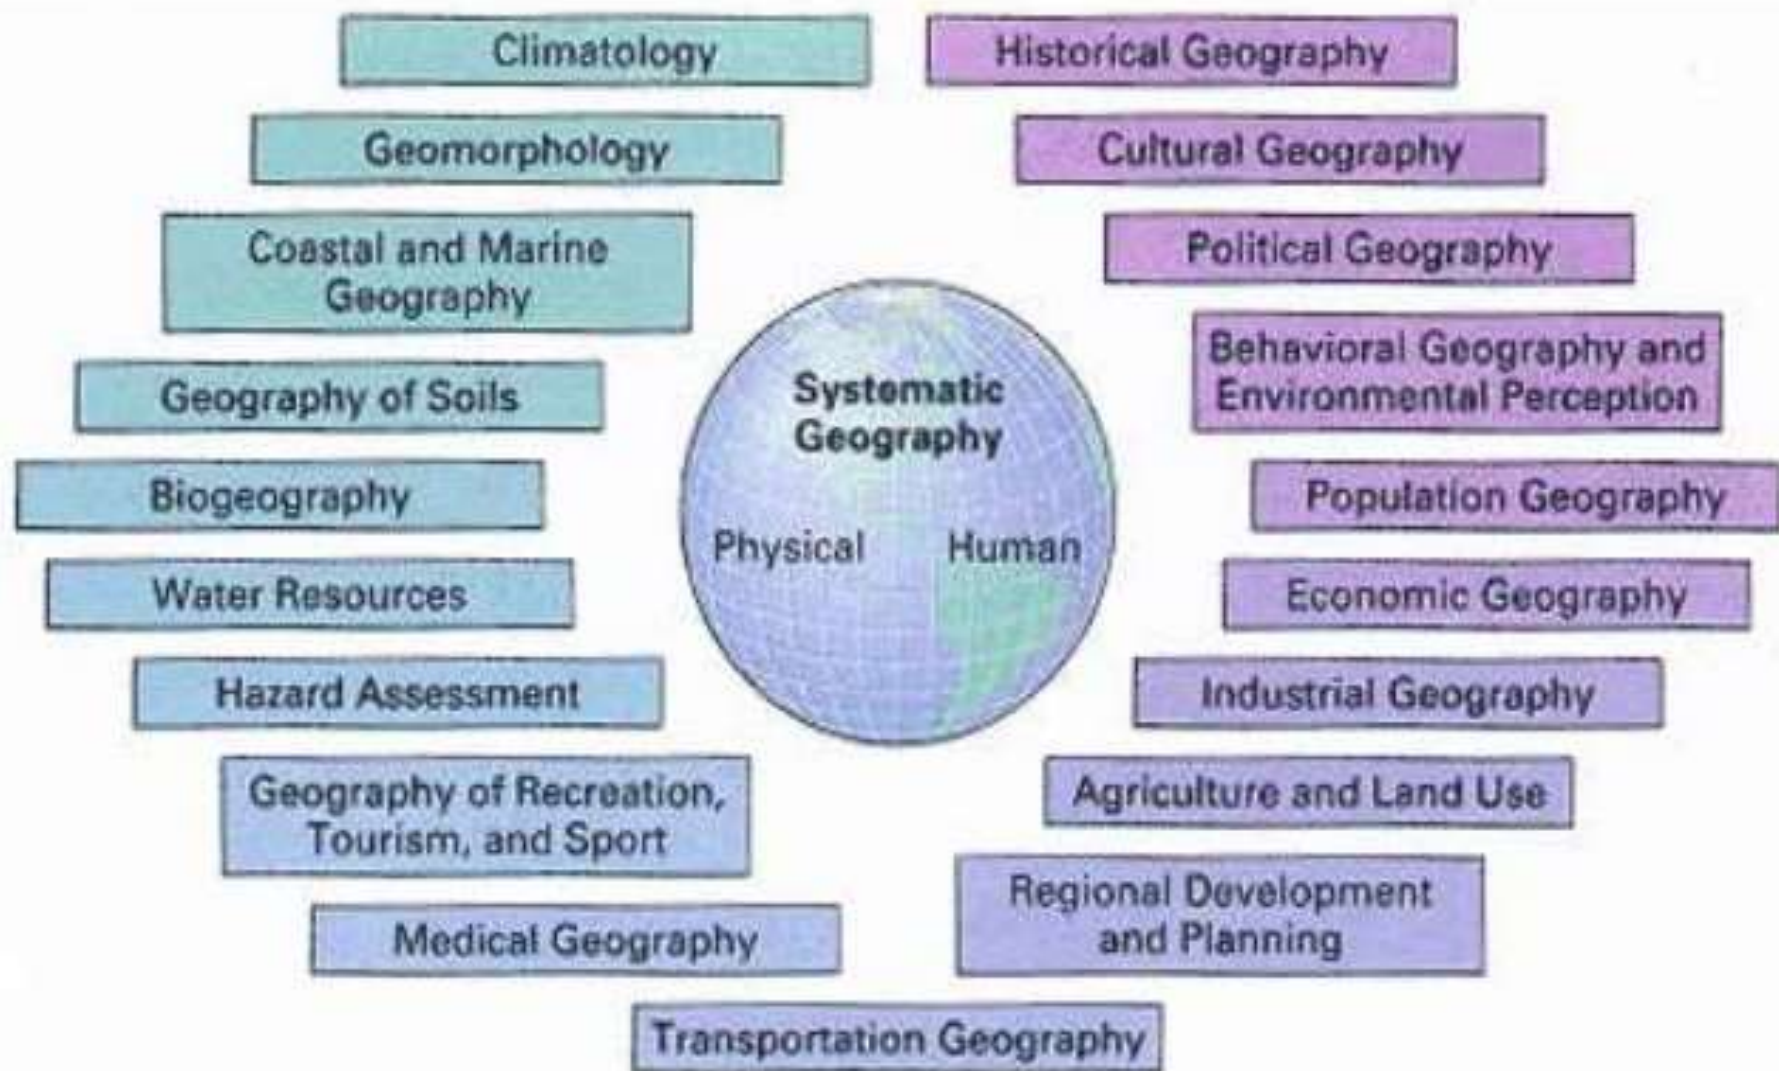 Climatology
Geomorphology
Coastal and Marine
Geography
Geography of Soils
Biogeography
Water Resources
Hazard Assessment
Geography of Recreation,
Tourism, and Sport
Medical Geography
Systematic
Geography
Physical
Human
Historical Geography
Cultural Geography
Political Geography
Behavioral Geography and
Environmental Perception
Population Geography
Economic Geography
Industrial Geography
Agriculture and Land Use
Regional Development
and Planning
Transportation Geography